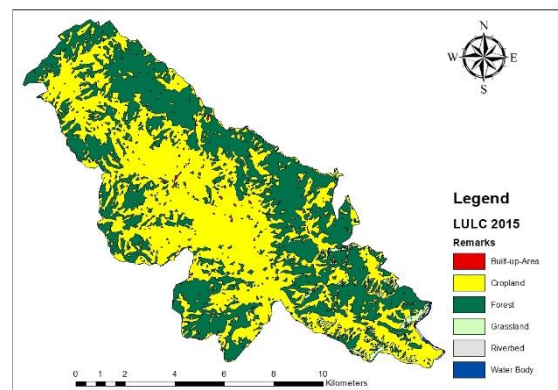 N
W E
S
Legend
LULC 2015
Remarks
Built-up-Area
Cropland
Forest
Grassland
Riverbed
Water Body
0 1 2 4 6 8 10
Kilometers